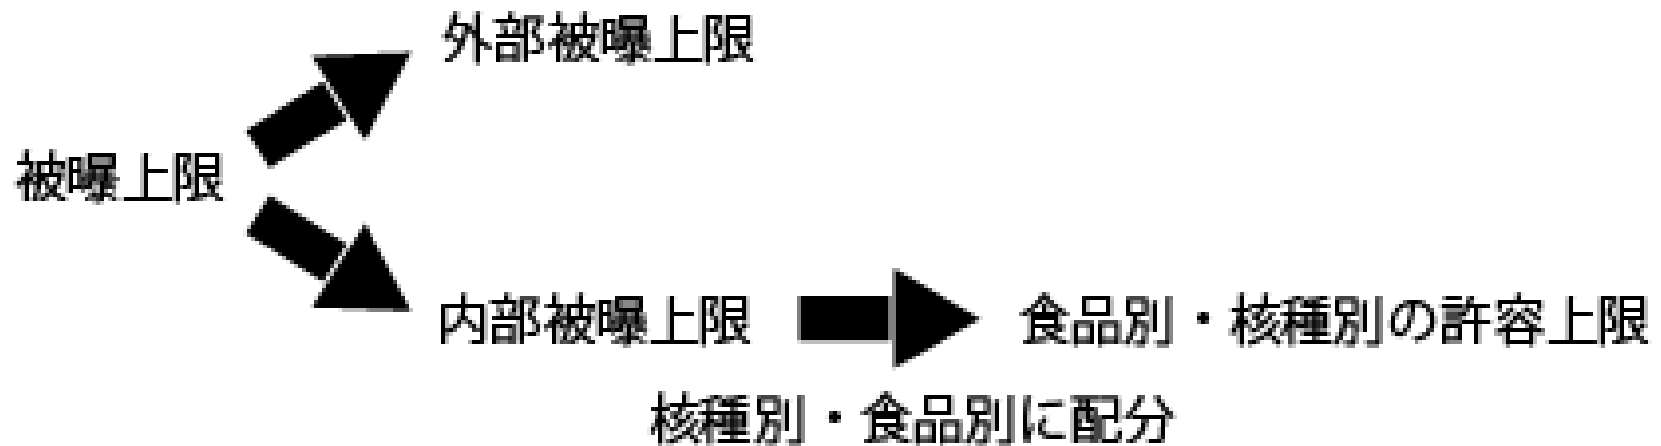 外部被曝上限
被曝上限
内部被曝上限
食品別・核種別の許容上限
核種別・食品別に配分